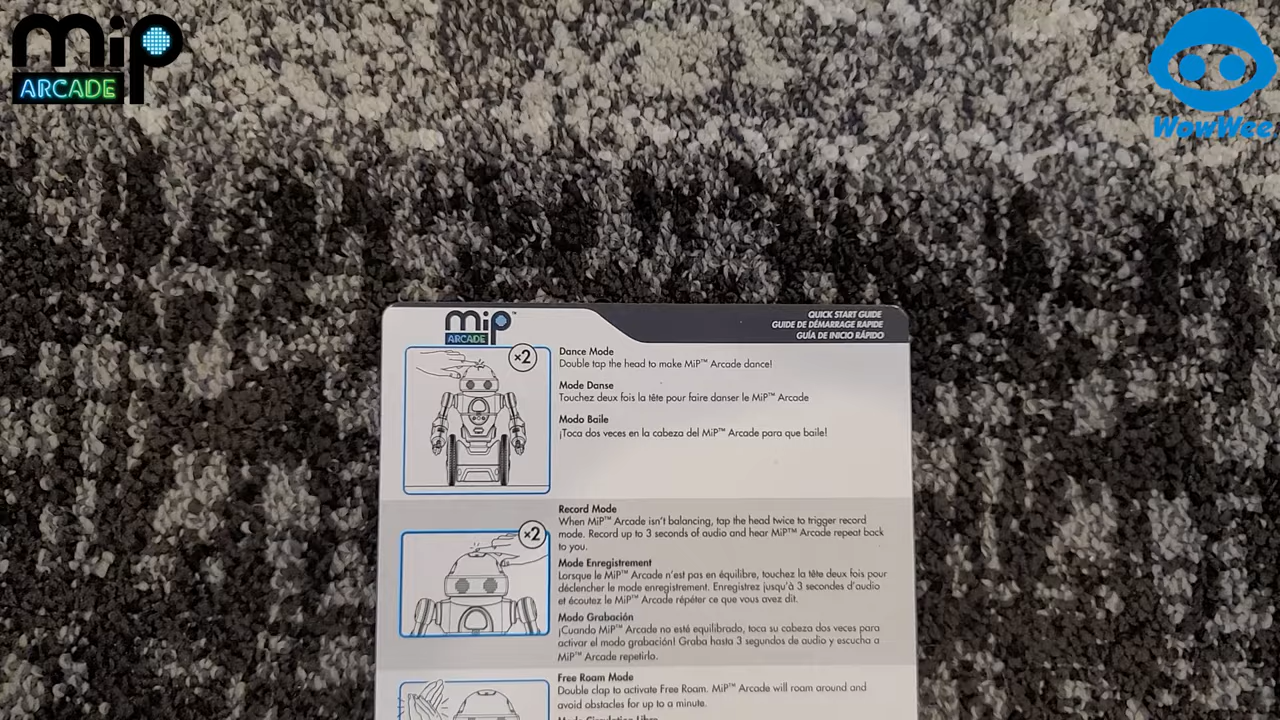 mip
ARCADE
WowWee
mip™
ARCADE
QUICK START GUIDE
GUIDE DE DÉMARRAGE RAPIDE
GUÍA DE INICIO RÁPIDO
×2
Dance Mode
Double tap the head to make MiP™ Arcade dance!
Mode Danse
Touchez deux fois la tête pour faire danser le MiP™ Arcade
Modo Baile
¡Toca dos veces en la cabeza del MiP™ Arcade para que baile!
×2
Record Mode
When MiP™ Arcade isn't balancing, tap the head twice to trigger record
mode. Record up to 3 seconds of audio and hear MiP™ Arcade repeat back
to you.
Mode Enregistrement
Lorsque le MiP™ Arcade n'est pas en équilibre, touchez la tête deux fois pour
déclencher le mode enregistrement. Enregistrez jusqu'à 3 secondes d'audio
et écoutez le MiP™ Arcade répéter ce que vous avez dit.
Modo Grabación
¡Cuando MiP™ Arcade no esté equilibrado, toca su cabeza dos veces para
activar el modo grabación! Graba hasta 3 segundos de audio y escucha a
MiP™ Arcade repetirlo.
Free Roam Mode
Double clap to activate Free Roam. MiP™ Arcade will roam around and
avoid obstacles for up to a minute.
Mode Circulation Libre